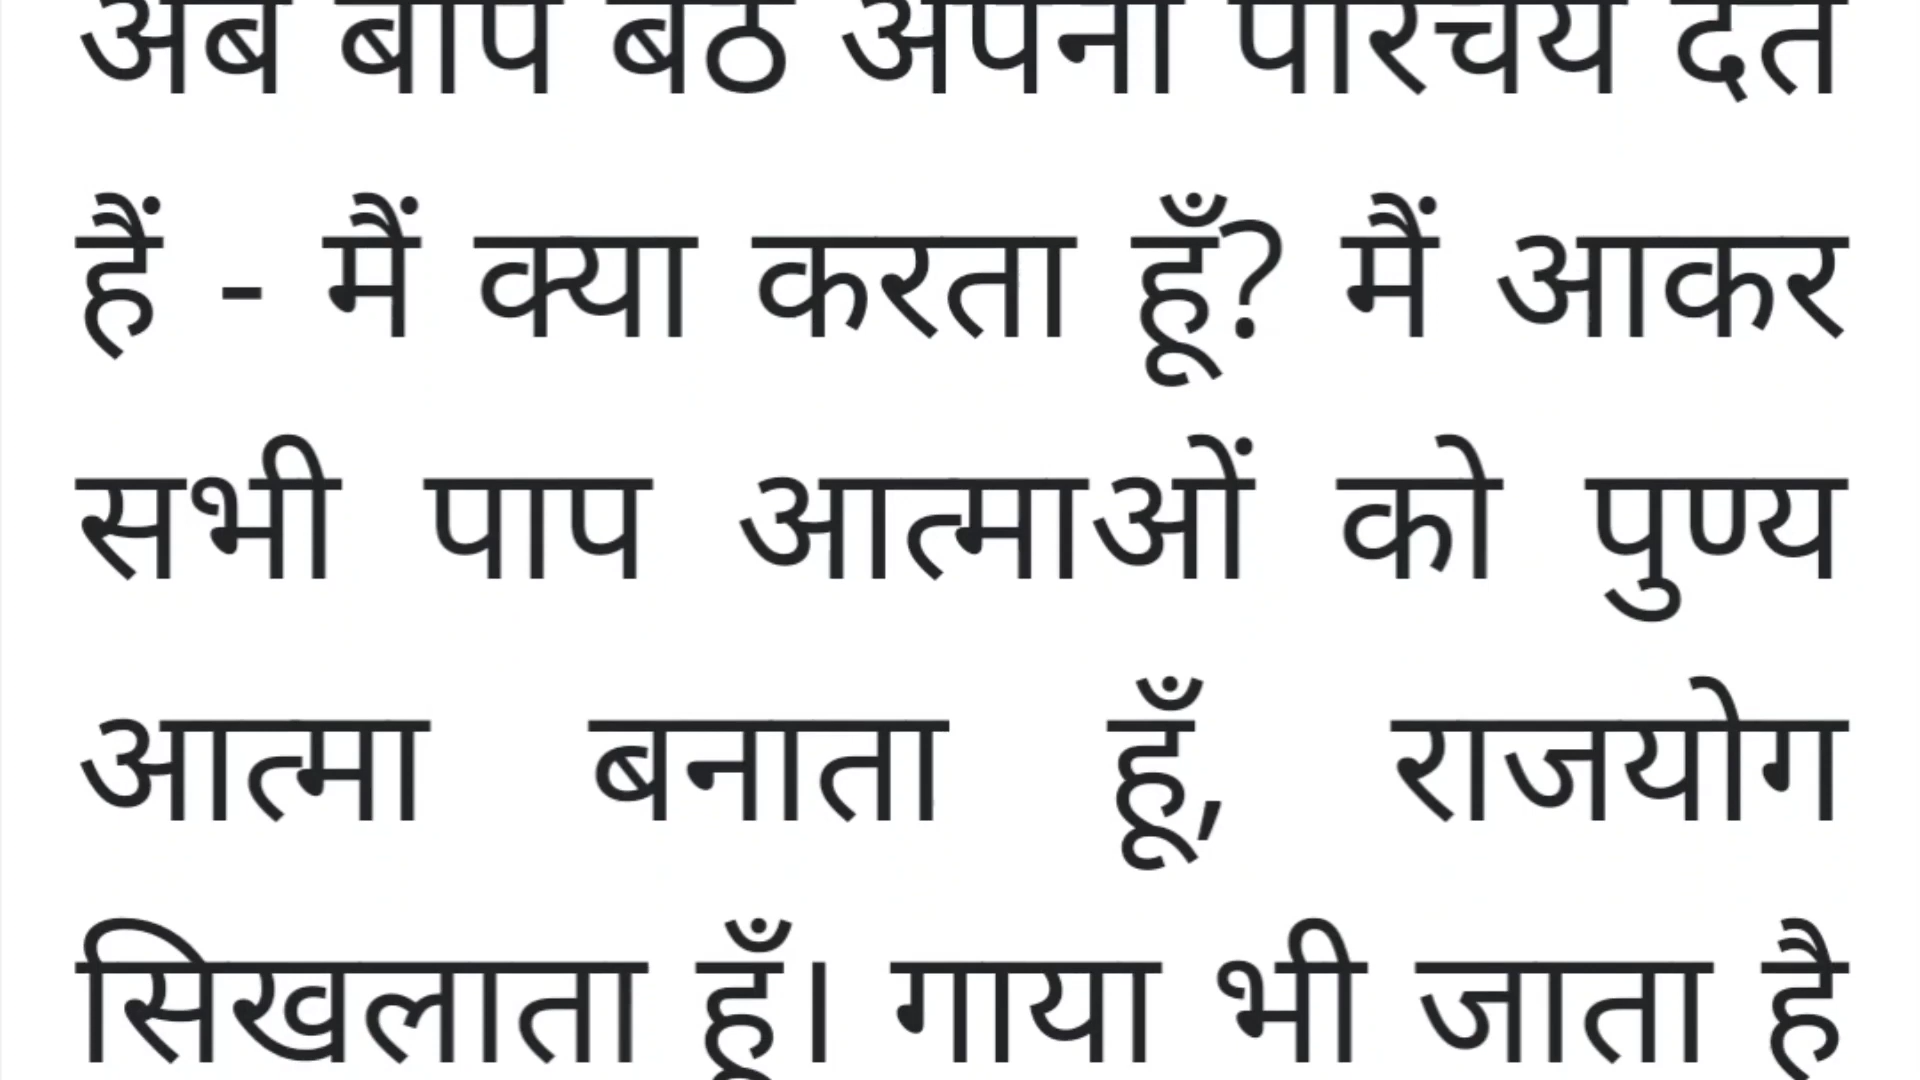 अब बाप बैठ अपना परिचय देते
हैं - मैं क्या करता हूँ? मैं आकर
सभी पाप आत्माओं को पुण्य
आत्मा बनाता हूँ, राजयोग
सिखलाता हूँ। गाया भी जाता है